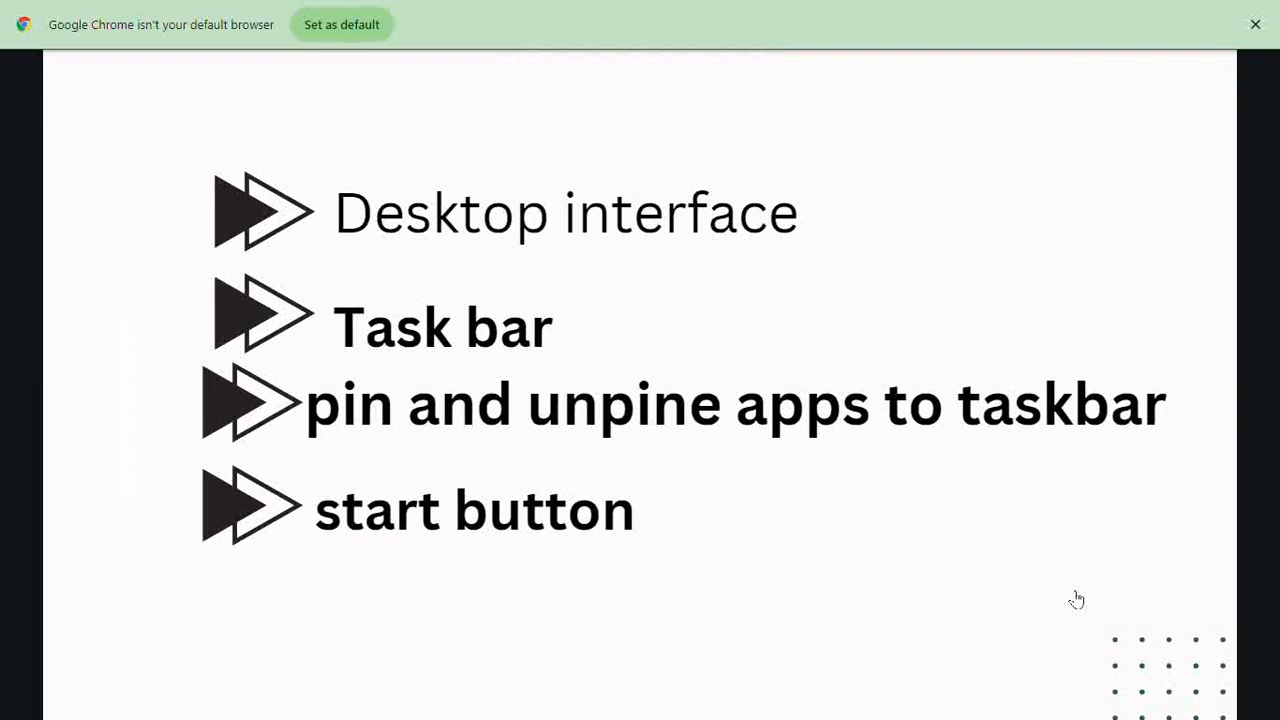 Google Chrome isn't your default browser Set as default
Desktop interface
Task bar
pin and unpine apps to taskbar
start button